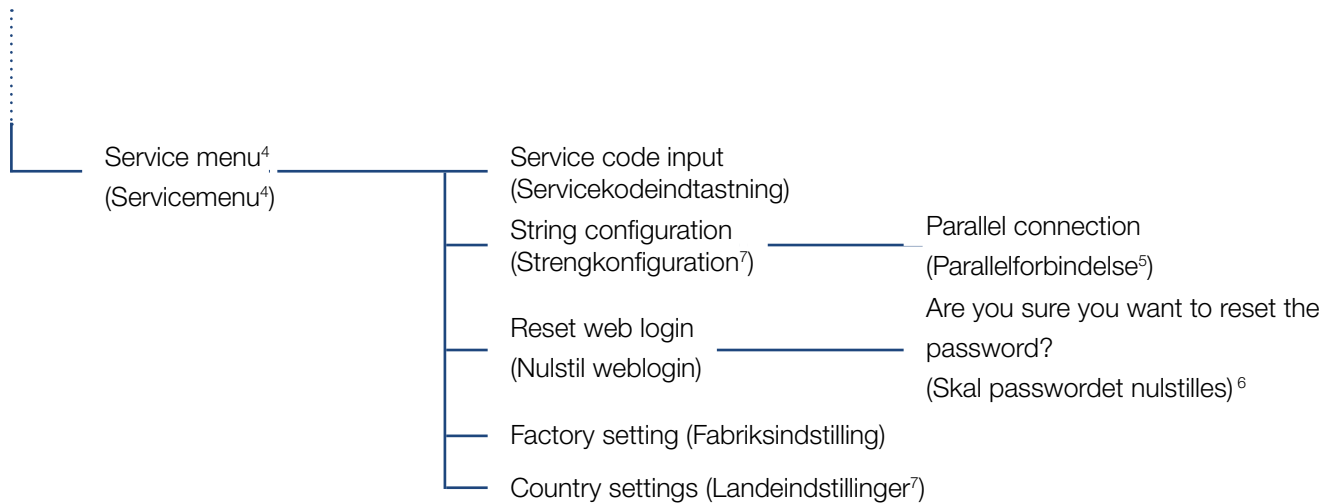 Service menu⁴
(Servicemenu⁴)
Service code input
(Servicekodeindtastning)
String configuration
(Strengkonfiguration⁷)
Parallel connection
(Parallelforbindelse⁵)
Reset web login
(Nulstil weblogin)
Are you sure you want to reset the
password?
(Skal passwordet nulstilles) ⁶
Factory setting (Fabriksindstilling)
Country settings (Landeindstillinger⁷)